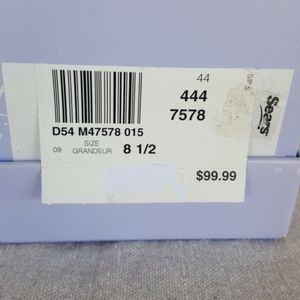 44
444
7578
Sears
D54 M47578 015
SIZE
09 GRANDEUR 8 1/2
$99.99